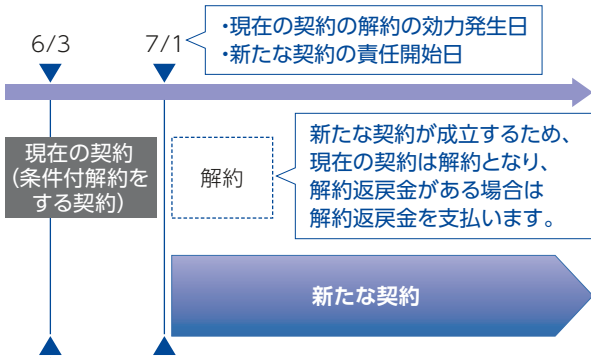 6/3
7/1
・現在の契約の解約の効力発生日
・新たな契約の責任開始日
現在の契約
(条件付解約を
する契約)
解約
新たな契約が成立するため、
現在の契約は解約となり、
解約返戻金がある場合は
解約返戻金を支払います。
新たな契約